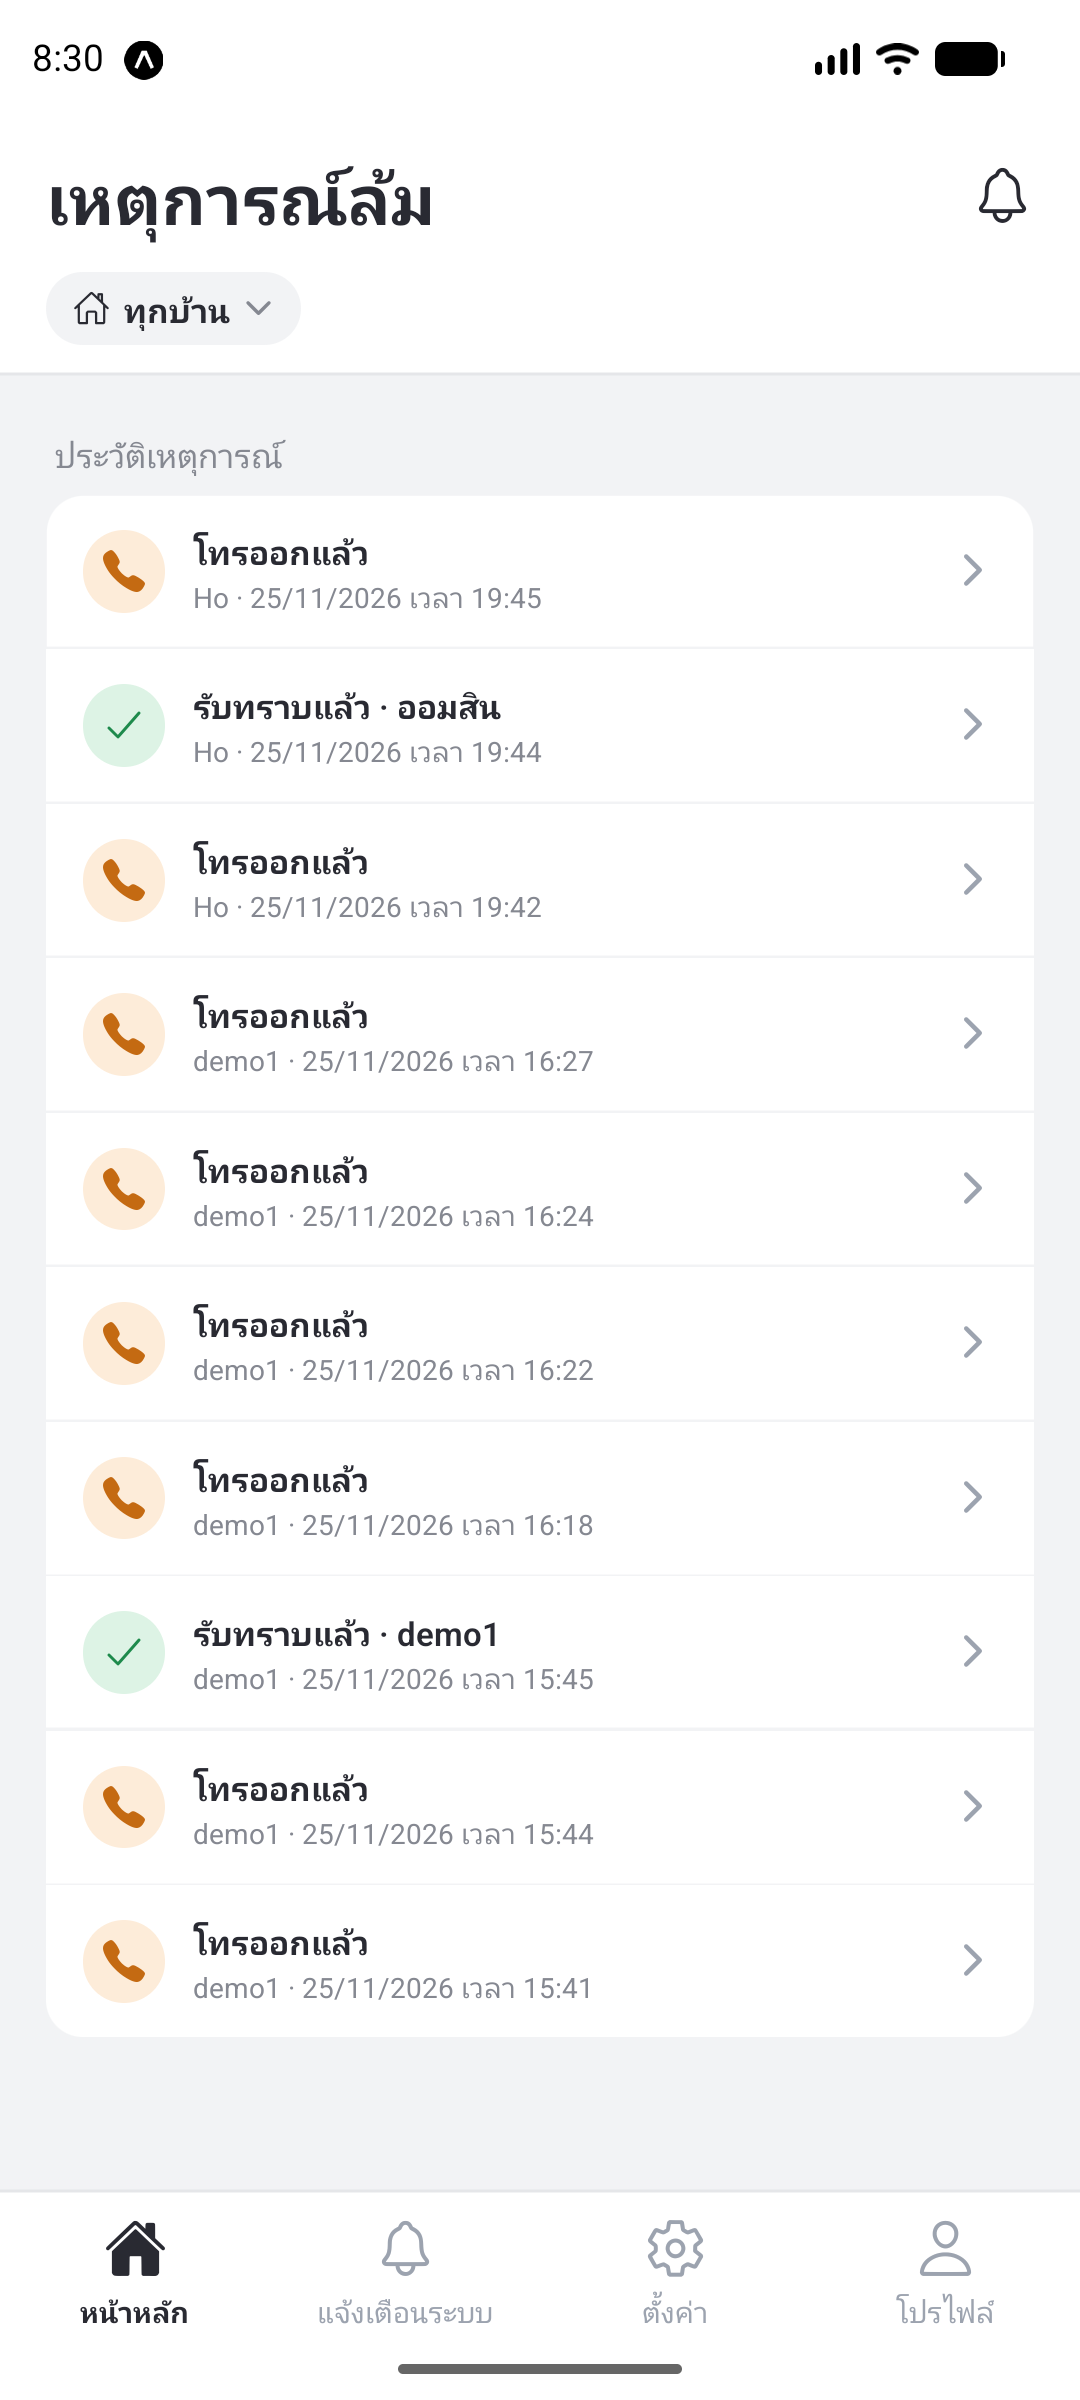 8:30
เหตุการณ์ล้ม
ทุกบ้าน
ประวัติเหตุการณ์
โทรออกแล้ว
Ho · 25/11/2026 เวลา 19:45
รับทราบแล้ว · ออมสิน
Ho · 25/11/2026 เวลา 19:44
โทรออกแล้ว
Ho · 25/11/2026 เวลา 19:42
โทรออกแล้ว
demo1 · 25/11/2026 เวลา 16:27
โทรออกแล้ว
demo1 · 25/11/2026 เวลา 16:24
โทรออกแล้ว
demo1 · 25/11/2026 เวลา 16:22
โทรออกแล้ว
demo1 · 25/11/2026 เวลา 16:18
รับทราบแล้ว · demo1
demo1 · 25/11/2026 เวลา 15:45
โทรออกแล้ว
demo1 · 25/11/2026 เวลา 15:44
โทรออกแล้ว
demo1 · 25/11/2026 เวลา 15:41
หน้าหลัก
แจ้งเตือนระบบ
ตั้งค่า
โปรไฟล์